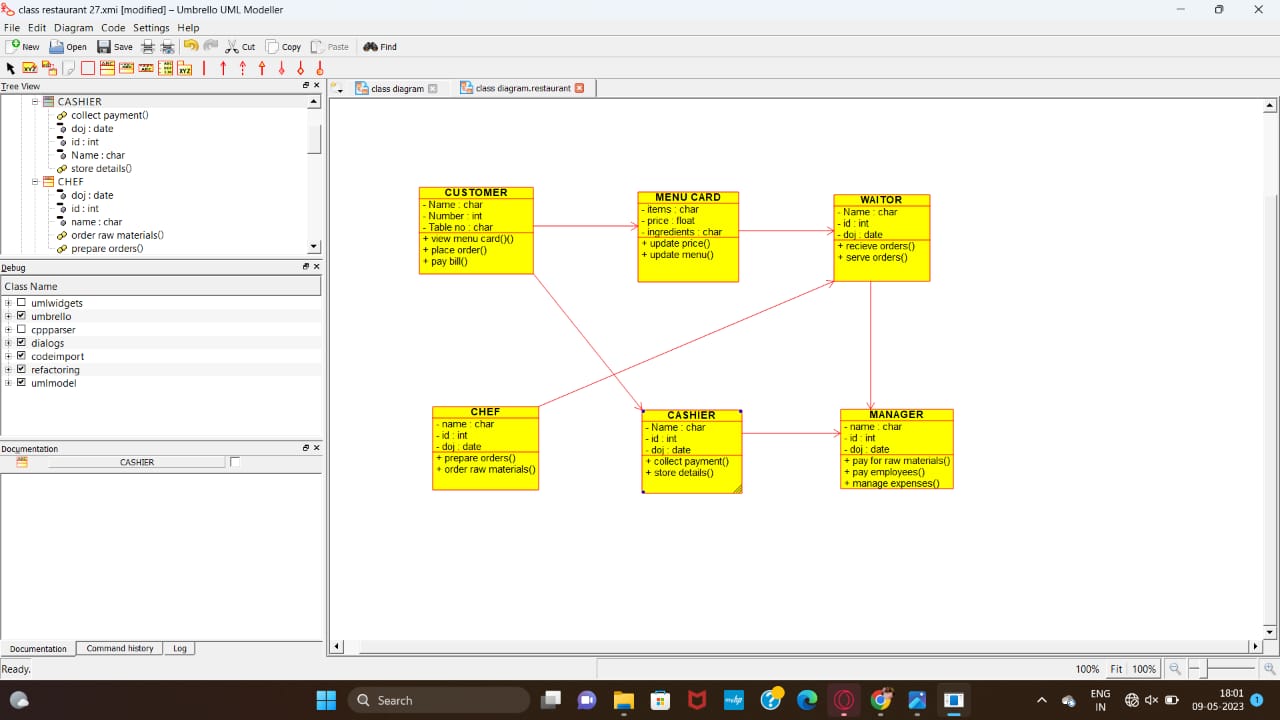 class restaurant 27.xmi [modified] – Umbrello UML Modeller
File Edit Diagram Code Settings Help
New Open Save Cut Copy Paste Find
Tree View
class diagram
class diagram.restaurant
CASHIER
collect payment()
doj : date
id : int
Name : char
store details()
CHEF
doj : date
id : int
name : char
order raw materials()
prepare orders()
Debug
Class Name
umlwidgets
umbrello
cppparser
dialogs
codeimport
refactoring
umlmodel
Documentation
CASHIER
Documentation Command history Log
CUSTOMER
- Name : char
- Number : int
- Table no : char
+ view menu card()()
+ place order()
+ pay bill()
MENU CARD
- items : char
- price : float
- ingredients : char
+ update price()
+ update menu()
WAITOR
- Name : char
- id : int
- doj : date
+ recieve orders()
+ serve orders()
CHEF
- name : char
- id : int
- doj : date
+ prepare orders()
+ order raw materials()
CASHIER
- Name : char
- id : int
- doj : date
+ collect payment()
+ store details()
MANAGER
- name : char
- id : int
- doj : date
+ pay for raw materials()
+ pay employees()
+ manage expenses()
Ready.
100% Fit 100%
Search
ENG
IN
18:01
09-05-2023
1